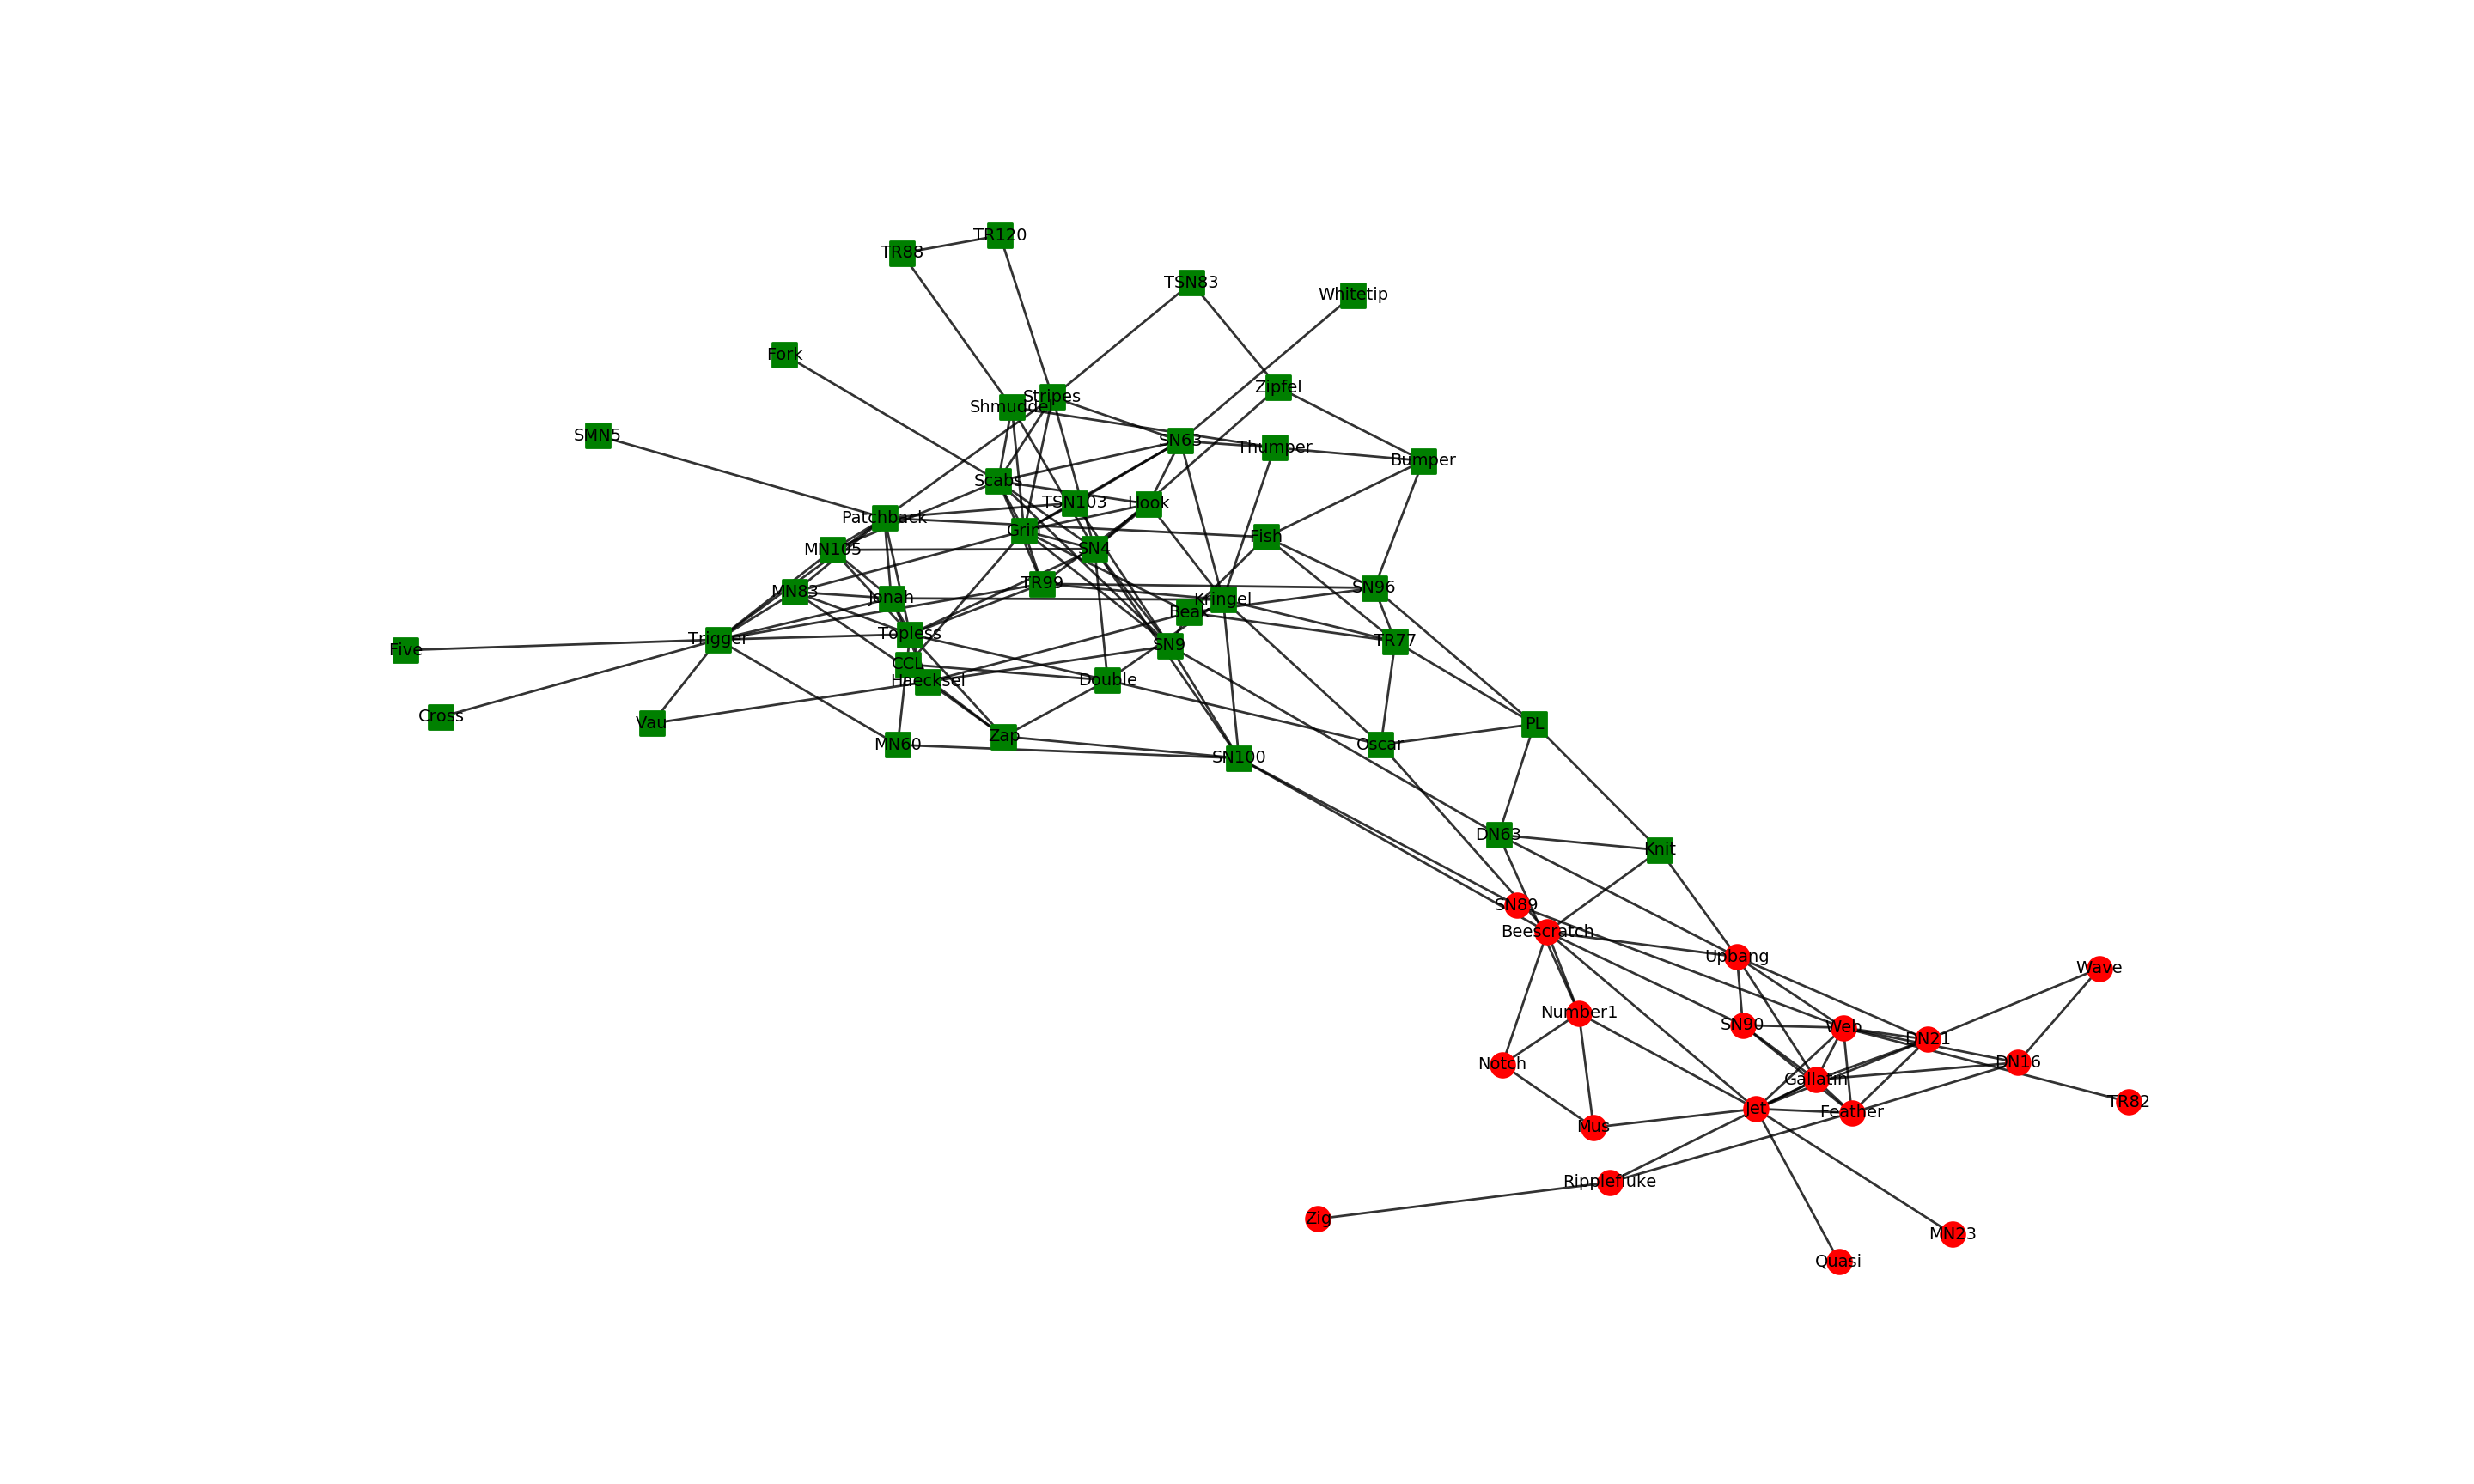 TR120
TR88
TSN83
Whitetip
Fork
Zipfel
Stripes
Shmuddel
SMN5
SN63
Thumper
Bumper
Scabs
TSN103
Hook
Patchback
Grin
Fish
MN105
SN4
TR99
SN96
MN83
Jonah
Kringel
Beak
Topless
Trigger
TR77
SN9
Five
CCL
Haecksel
Double
Cross
Vau
PL
Zap
MN60
Oscar
SN100
DN63
Knit
SN89
Beescratch
Upbang
Wave
Number1
SN90
Web
DN21
Notch
DN16
Gallatin
TR82
Jet
Feather
Mus
Ripplefluke
Zig
MN23
Quasi